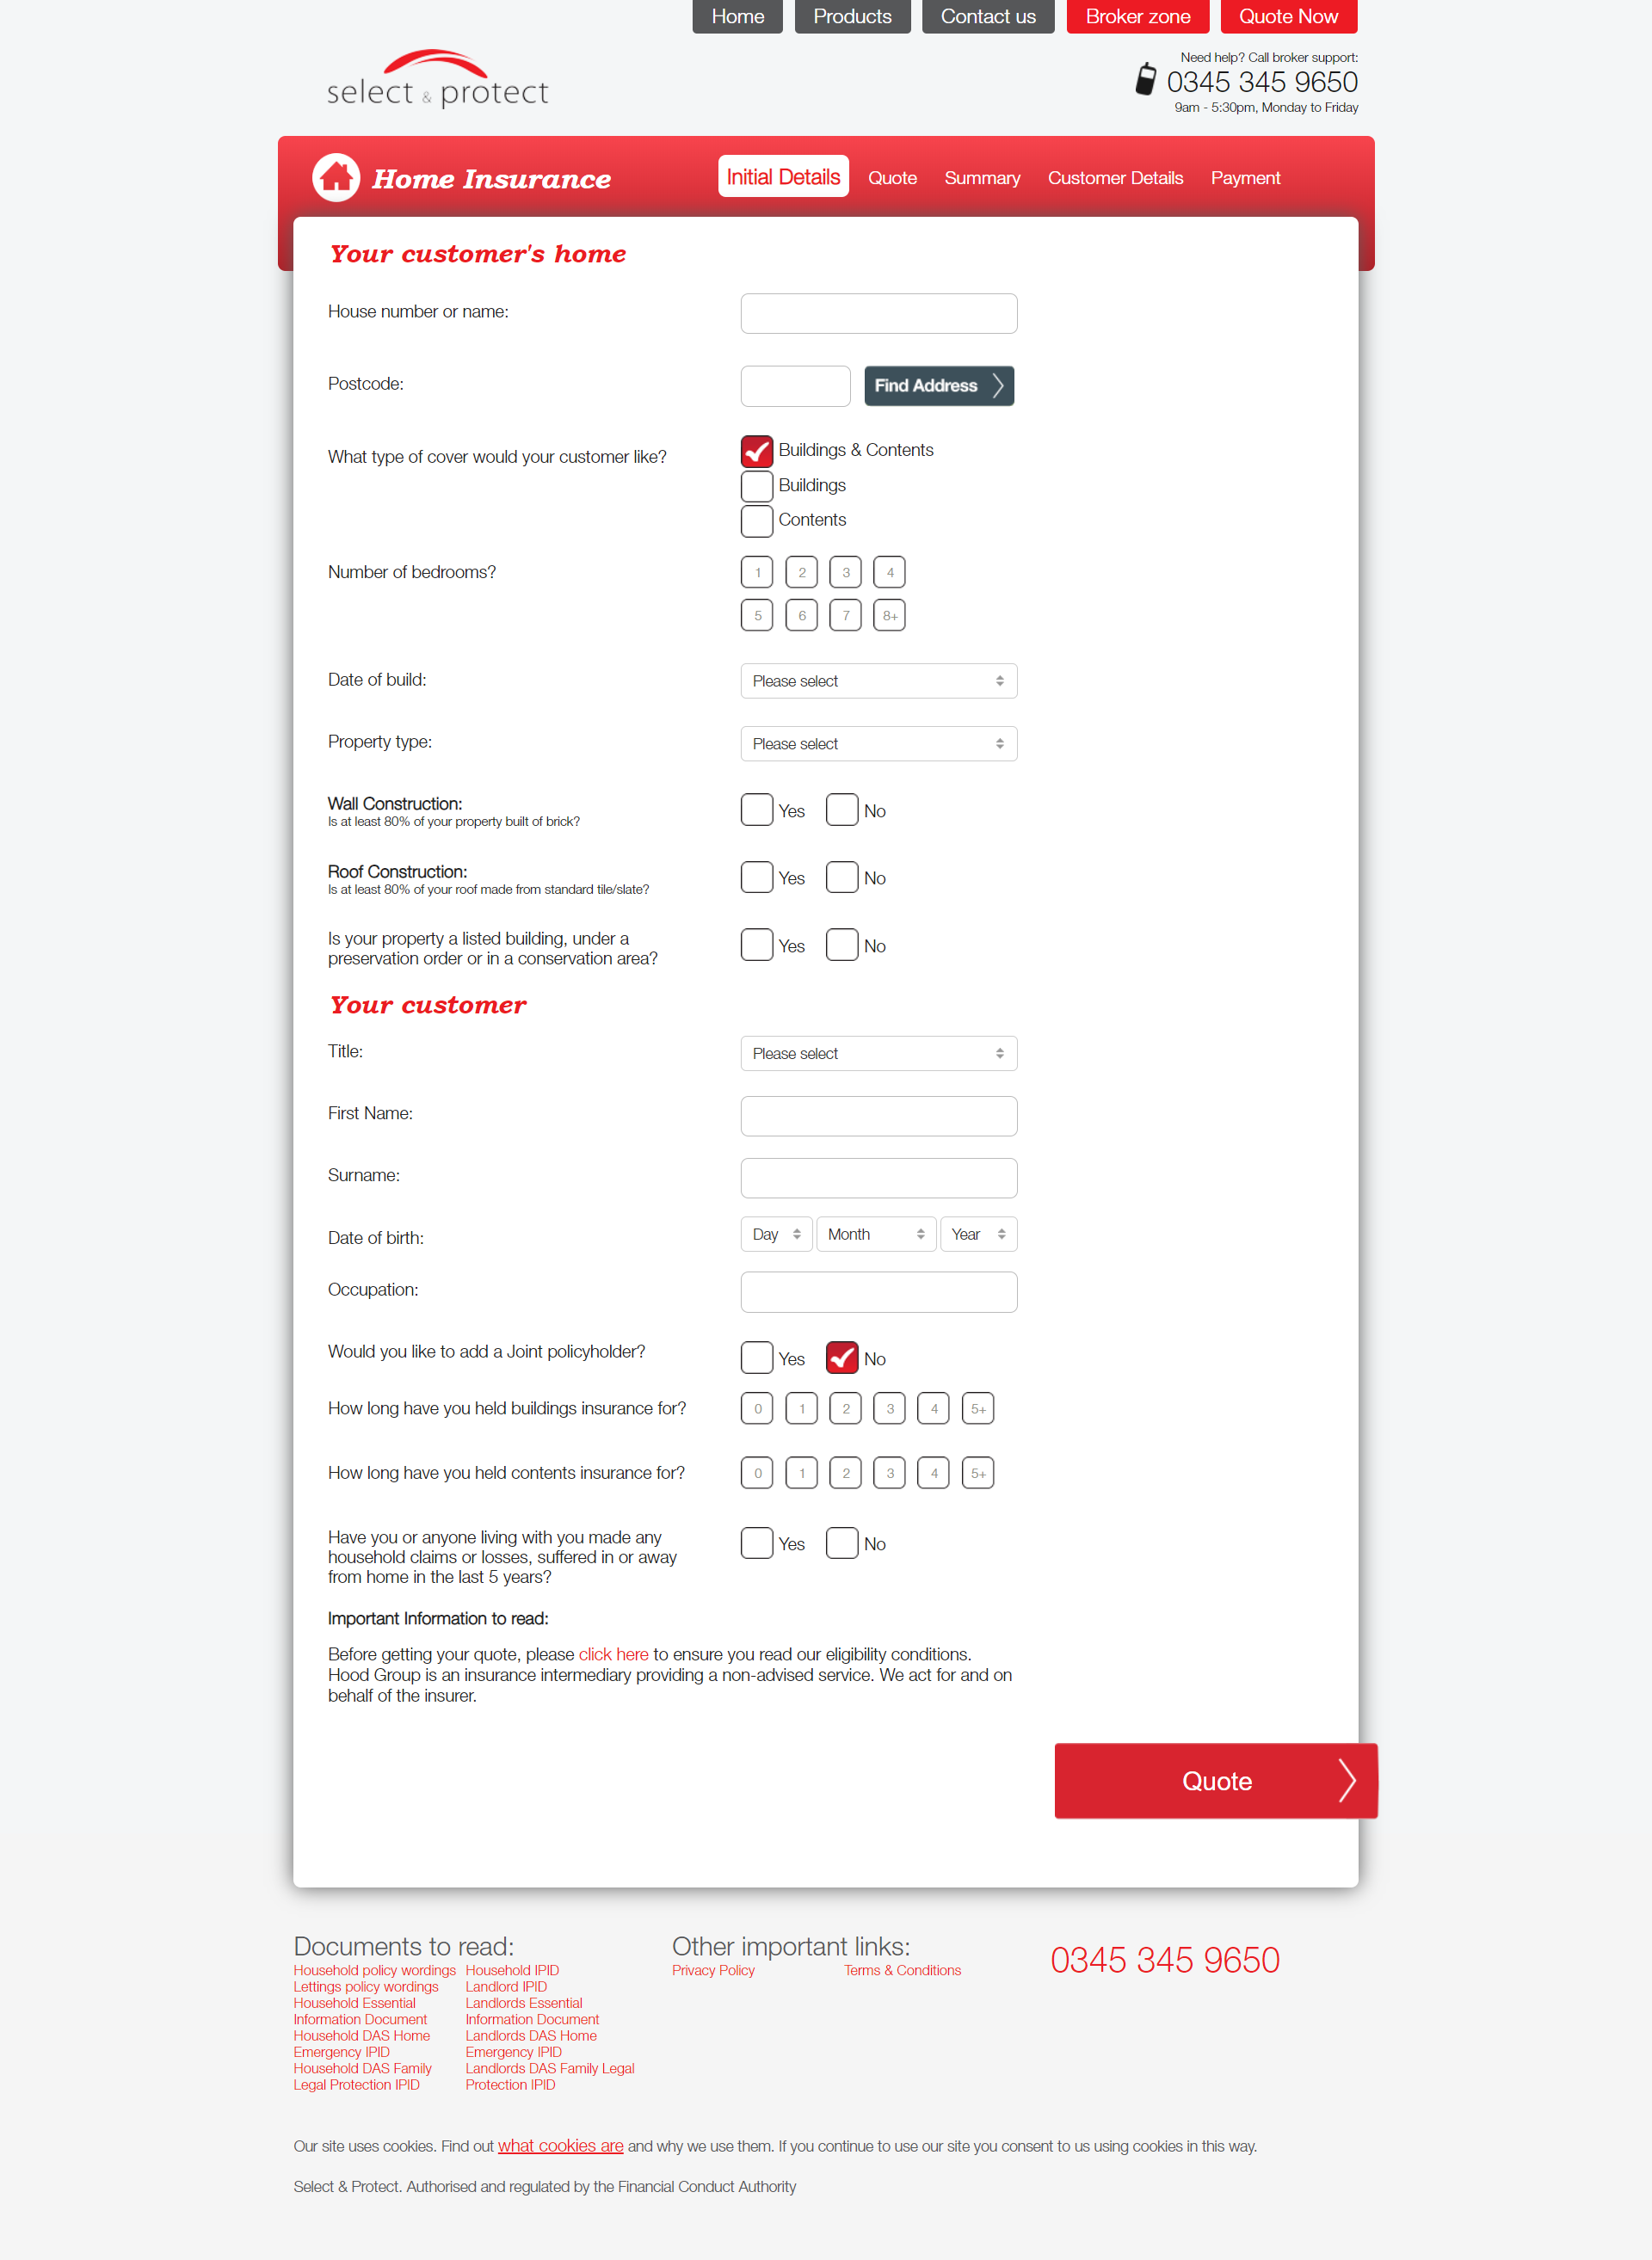 Home Products Contact us Broker zone Quote Now
select & protect
Need help? Call broker support:
0345 345 9650
9am - 5:30pm, Monday to Friday
Home Insurance
Initial Details Quote Summary Customer Details Payment
Your customer's home
House number or name:
Postcode:
Find Address
What type of cover would your customer like?
Buildings & Contents
Buildings
Contents
Number of bedrooms?
1 2 3 4
5 6 7 8+
Date of build:
Please select
Property type:
Please select
Wall Construction:
Is at least 80% of your property built of brick?
Yes No
Roof Construction:
Is at least 80% of your roof made from standard tile/slate?
Yes No
Is your property a listed building, under a
preservation order or in a conservation area?
Yes No
Your customer
Title:
Please select
First Name:
Surname:
Date of birth:
Day Month Year
Occupation:
Would you like to add a Joint policyholder?
Yes No
How long have you held buildings insurance for?
0 1 2 3 4 5+
How long have you held contents insurance for?
0 1 2 3 4 5+
Have you or anyone living with you made any
household claims or losses, suffered in or away
from home in the last 5 years?
Yes No
Important Information to read:
Before getting your quote, please click here to ensure you read our eligibility conditions.
Hood Group is an insurance intermediary providing a non-advised service. We act for and on
behalf of the insurer.
Quote
Documents to read:
Household policy wordings
Lettings policy wordings
Household Essential
Information Document
Household DAS Home
Emergency IPID
Household DAS Family
Legal Protection IPID
Household IPID
Landlord IPID
Landlords Essential
Information Document
Landlords DAS Home
Emergency IPID
Landlords DAS Family Legal
Protection IPID
Other important links:
Privacy Policy
Terms & Conditions
0345 345 9650
Our site uses cookies. Find out what cookies are and why we use them. If you continue to use our site you consent to us using cookies in this way.
Select & Protect. Authorised and regulated by the Financial Conduct Authority